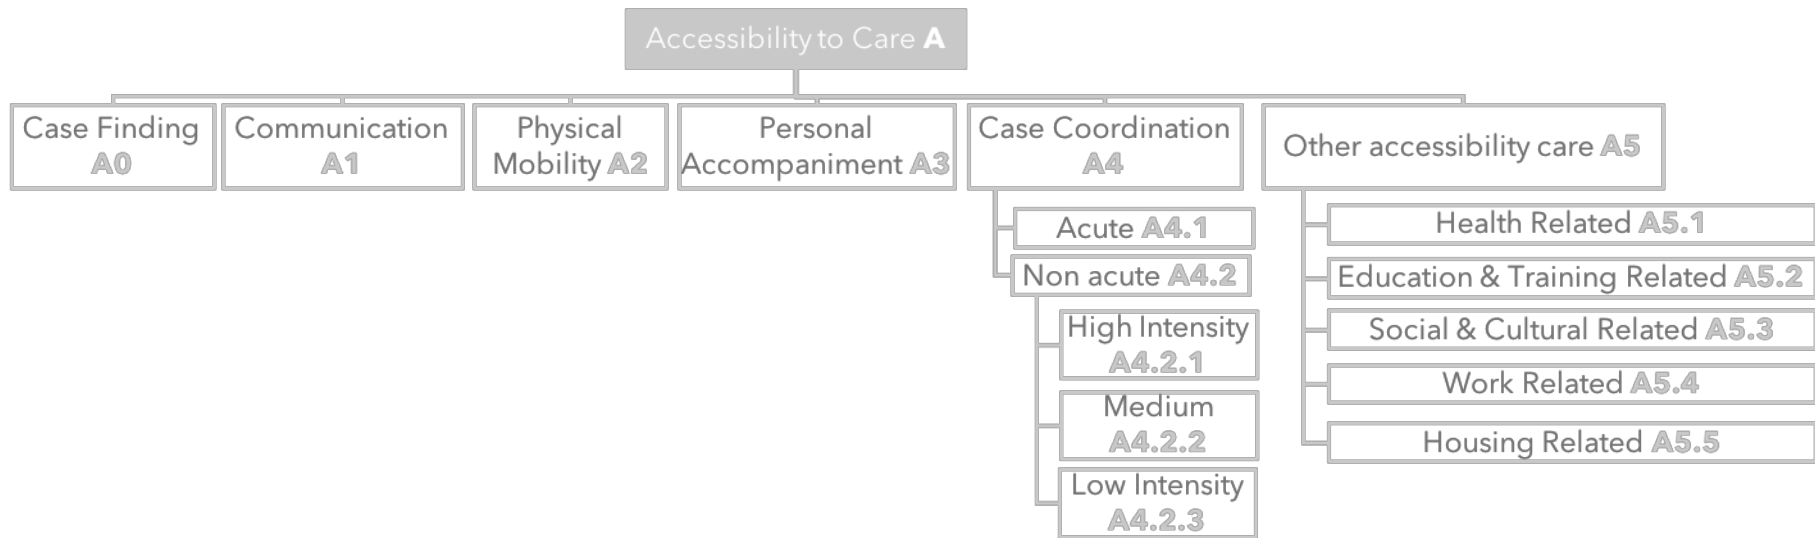 Accessibility to Care A
Case Finding
A0
Communication
A1
Physical
Mobility A2
Personal
Accompaniment A3
Case Coordination
A4
Other accessibility care A5
Acute A4.1
Non acute A4.2
High Intensity
A4.2.1
Medium
A4.2.2
Low Intensity
A4.2.3
Health Related A5.1
Education & Training Related A5.2
Social & Cultural Related A5.3
Work Related A5.4
Housing Related A5.5